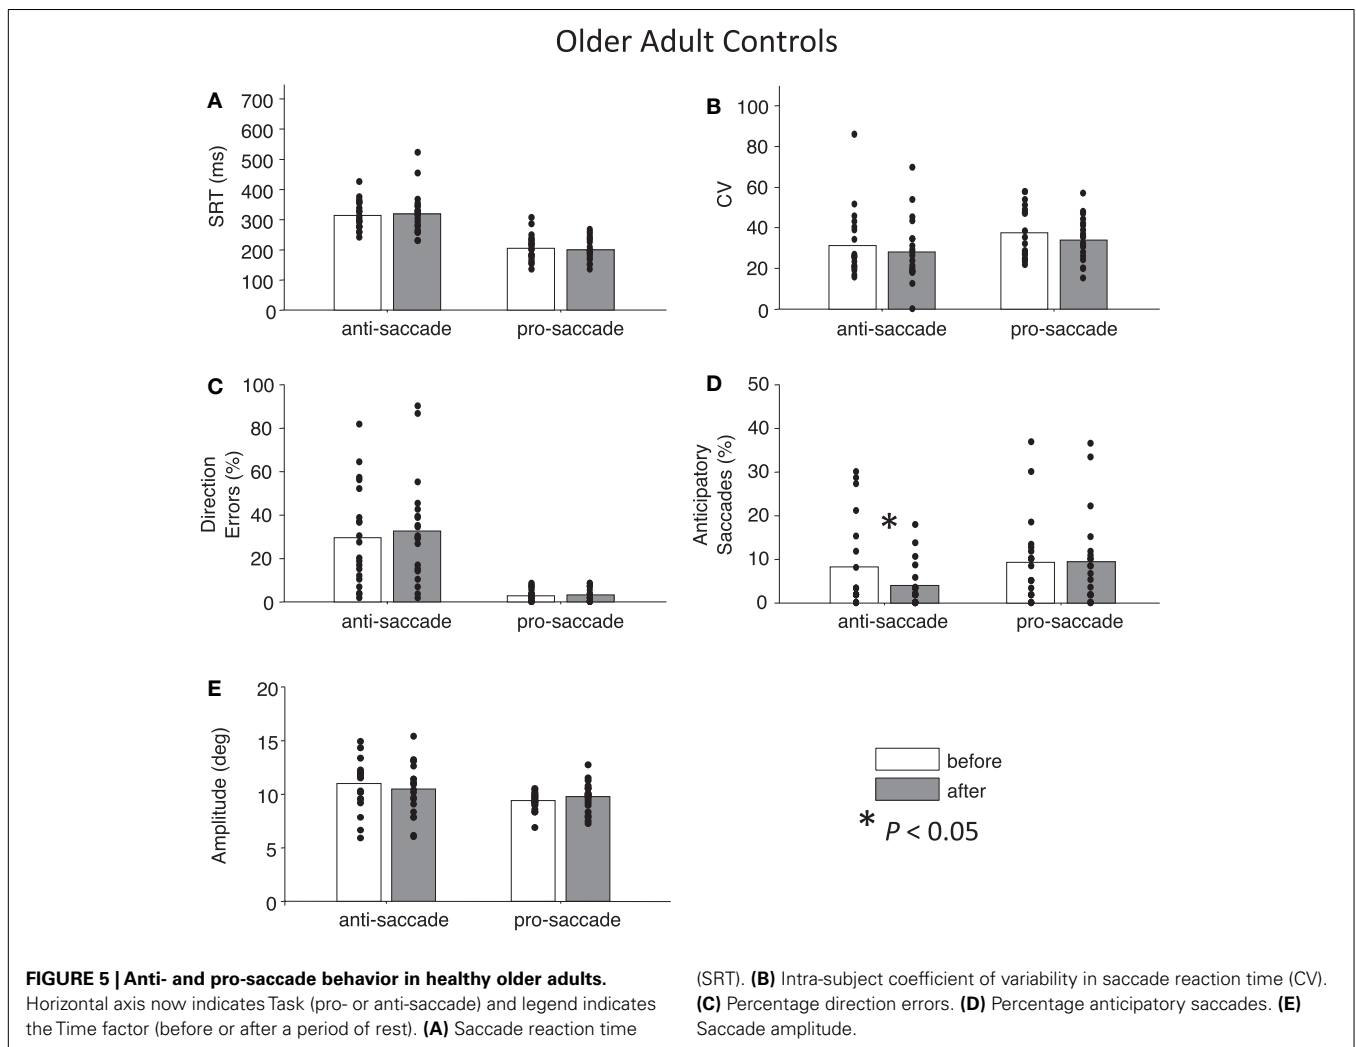 Older Adult Controls
A
700
600
500
400
300
200
100
0
SRT (ms)
anti-saccade pro-saccade
B
100
80
60
40
20
0
CV
anti-saccade pro-saccade
C
100
80
60
40
20
0
Direction
Errors (%)
anti-saccade pro-saccade
D
50
40
30
20
10
0
Anticipatory
Saccades (%)
*
anti-saccade pro-saccade
E
20
15
10
5
0
Amplitude (deg)
anti-saccade pro-saccade
before
after
* P < 0.05
FIGURE 5 | Anti- and pro-saccade behavior in healthy older adults.
Horizontal axis now indicates Task (pro- or anti-saccade) and legend indicates
the Time factor (before or after a period of rest). (A) Saccade reaction time
(SRT). (B) Intra-subject coefficient of variability in saccade reaction time (CV).
(C) Percentage direction errors. (D) Percentage anticipatory saccades. (E)
Saccade amplitude.